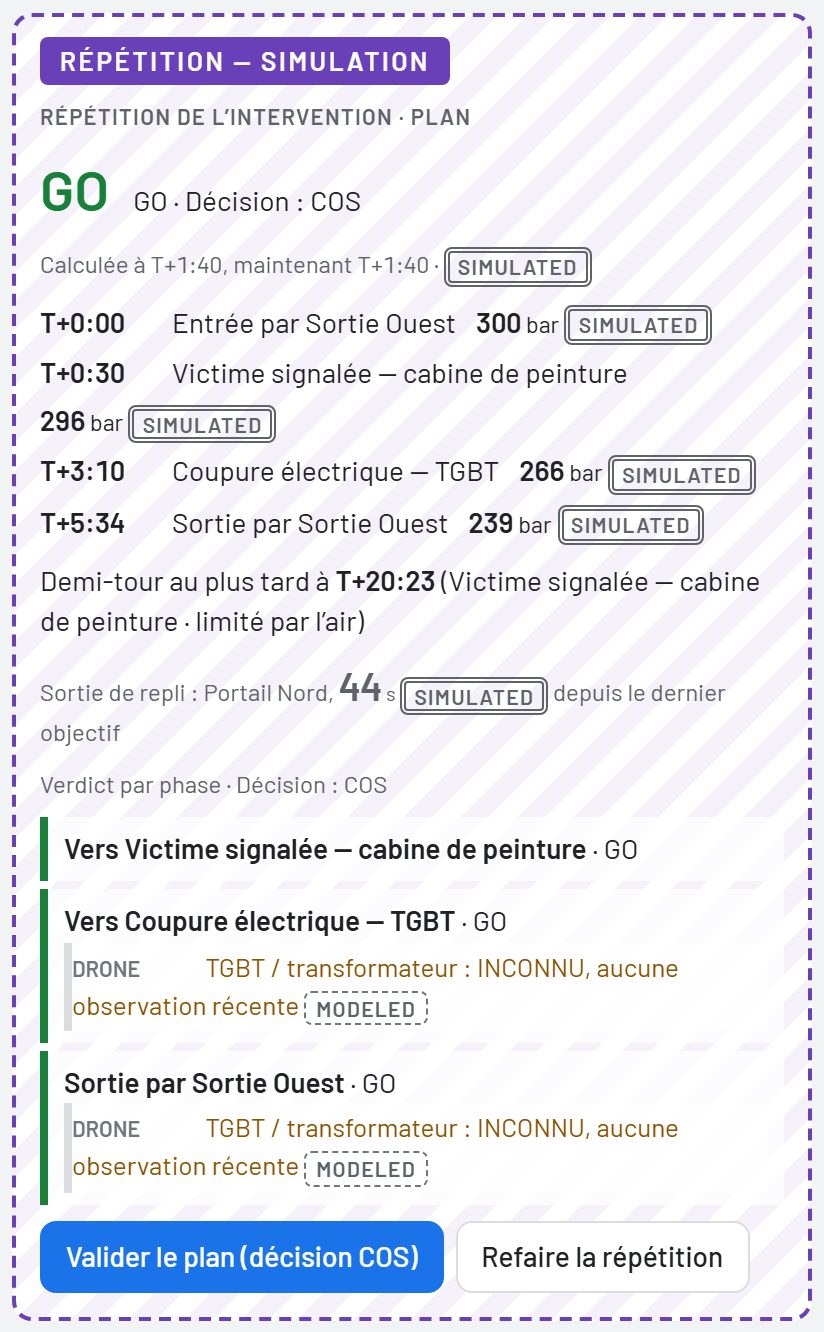 RÉPÉTITION — SIMULATION
RÉPÉTITION DE L’INTERVENTION · PLAN
GO GO · Décision : COS
Calculée à T+1:40, maintenant T+1:40 · SIMULATED
T+0:00 Entrée par Sortie Ouest 300 bar SIMULATED
T+0:30 Victime signalée — cabine de peinture
296 bar SIMULATED
T+3:10 Coupure électrique — TGBT 266 bar SIMULATED
T+5:34 Sortie par Sortie Ouest 239 bar SIMULATED
Demi-tour au plus tard à T+20:23 (Victime signalée — cabine
de peinture · limité par l’air)
Sortie de repli : Portail Nord, 44 s SIMULATED depuis le dernier
objectif
Verdict par phase · Décision : COS
Vers Victime signalée — cabine de peinture · GO
Vers Coupure électrique — TGBT · GO
DRONE TGBT / transformateur : INCONNU, aucune
observation récente MODELED
Sortie par Sortie Ouest · GO
DRONE TGBT / transformateur : INCONNU, aucune
observation récente MODELED
Valider le plan (décision COS) Refaire la répétition